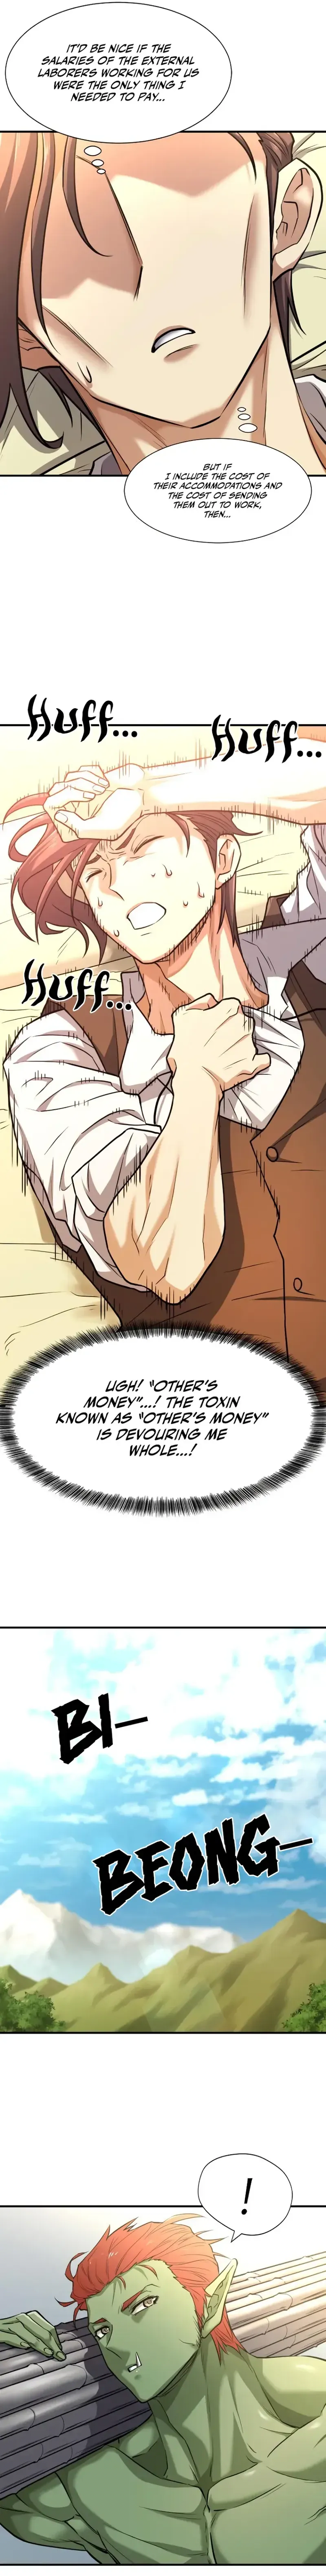 IT'D BE NICE IF THE
SALARIES OF THE EXTERNAL
LABORERS WORKING FOR US
WERE THE ONLY THING I
NEEDED TO PAY...
BUT IF
I INCLUDE THE COST OF
THEIR ACCOMMODATIONS AND
THE COST OF SENDING
THEM OUT TO WORK,
THEN...
HUFF...
HUFF...
HUFF...
UGH! "OTHER'S
MONEY"...! THE TOXIN
KNOWN AS "OTHER'S MONEY"
IS DEVOURING ME
WHOLE...!
BI-
BEONG-
!